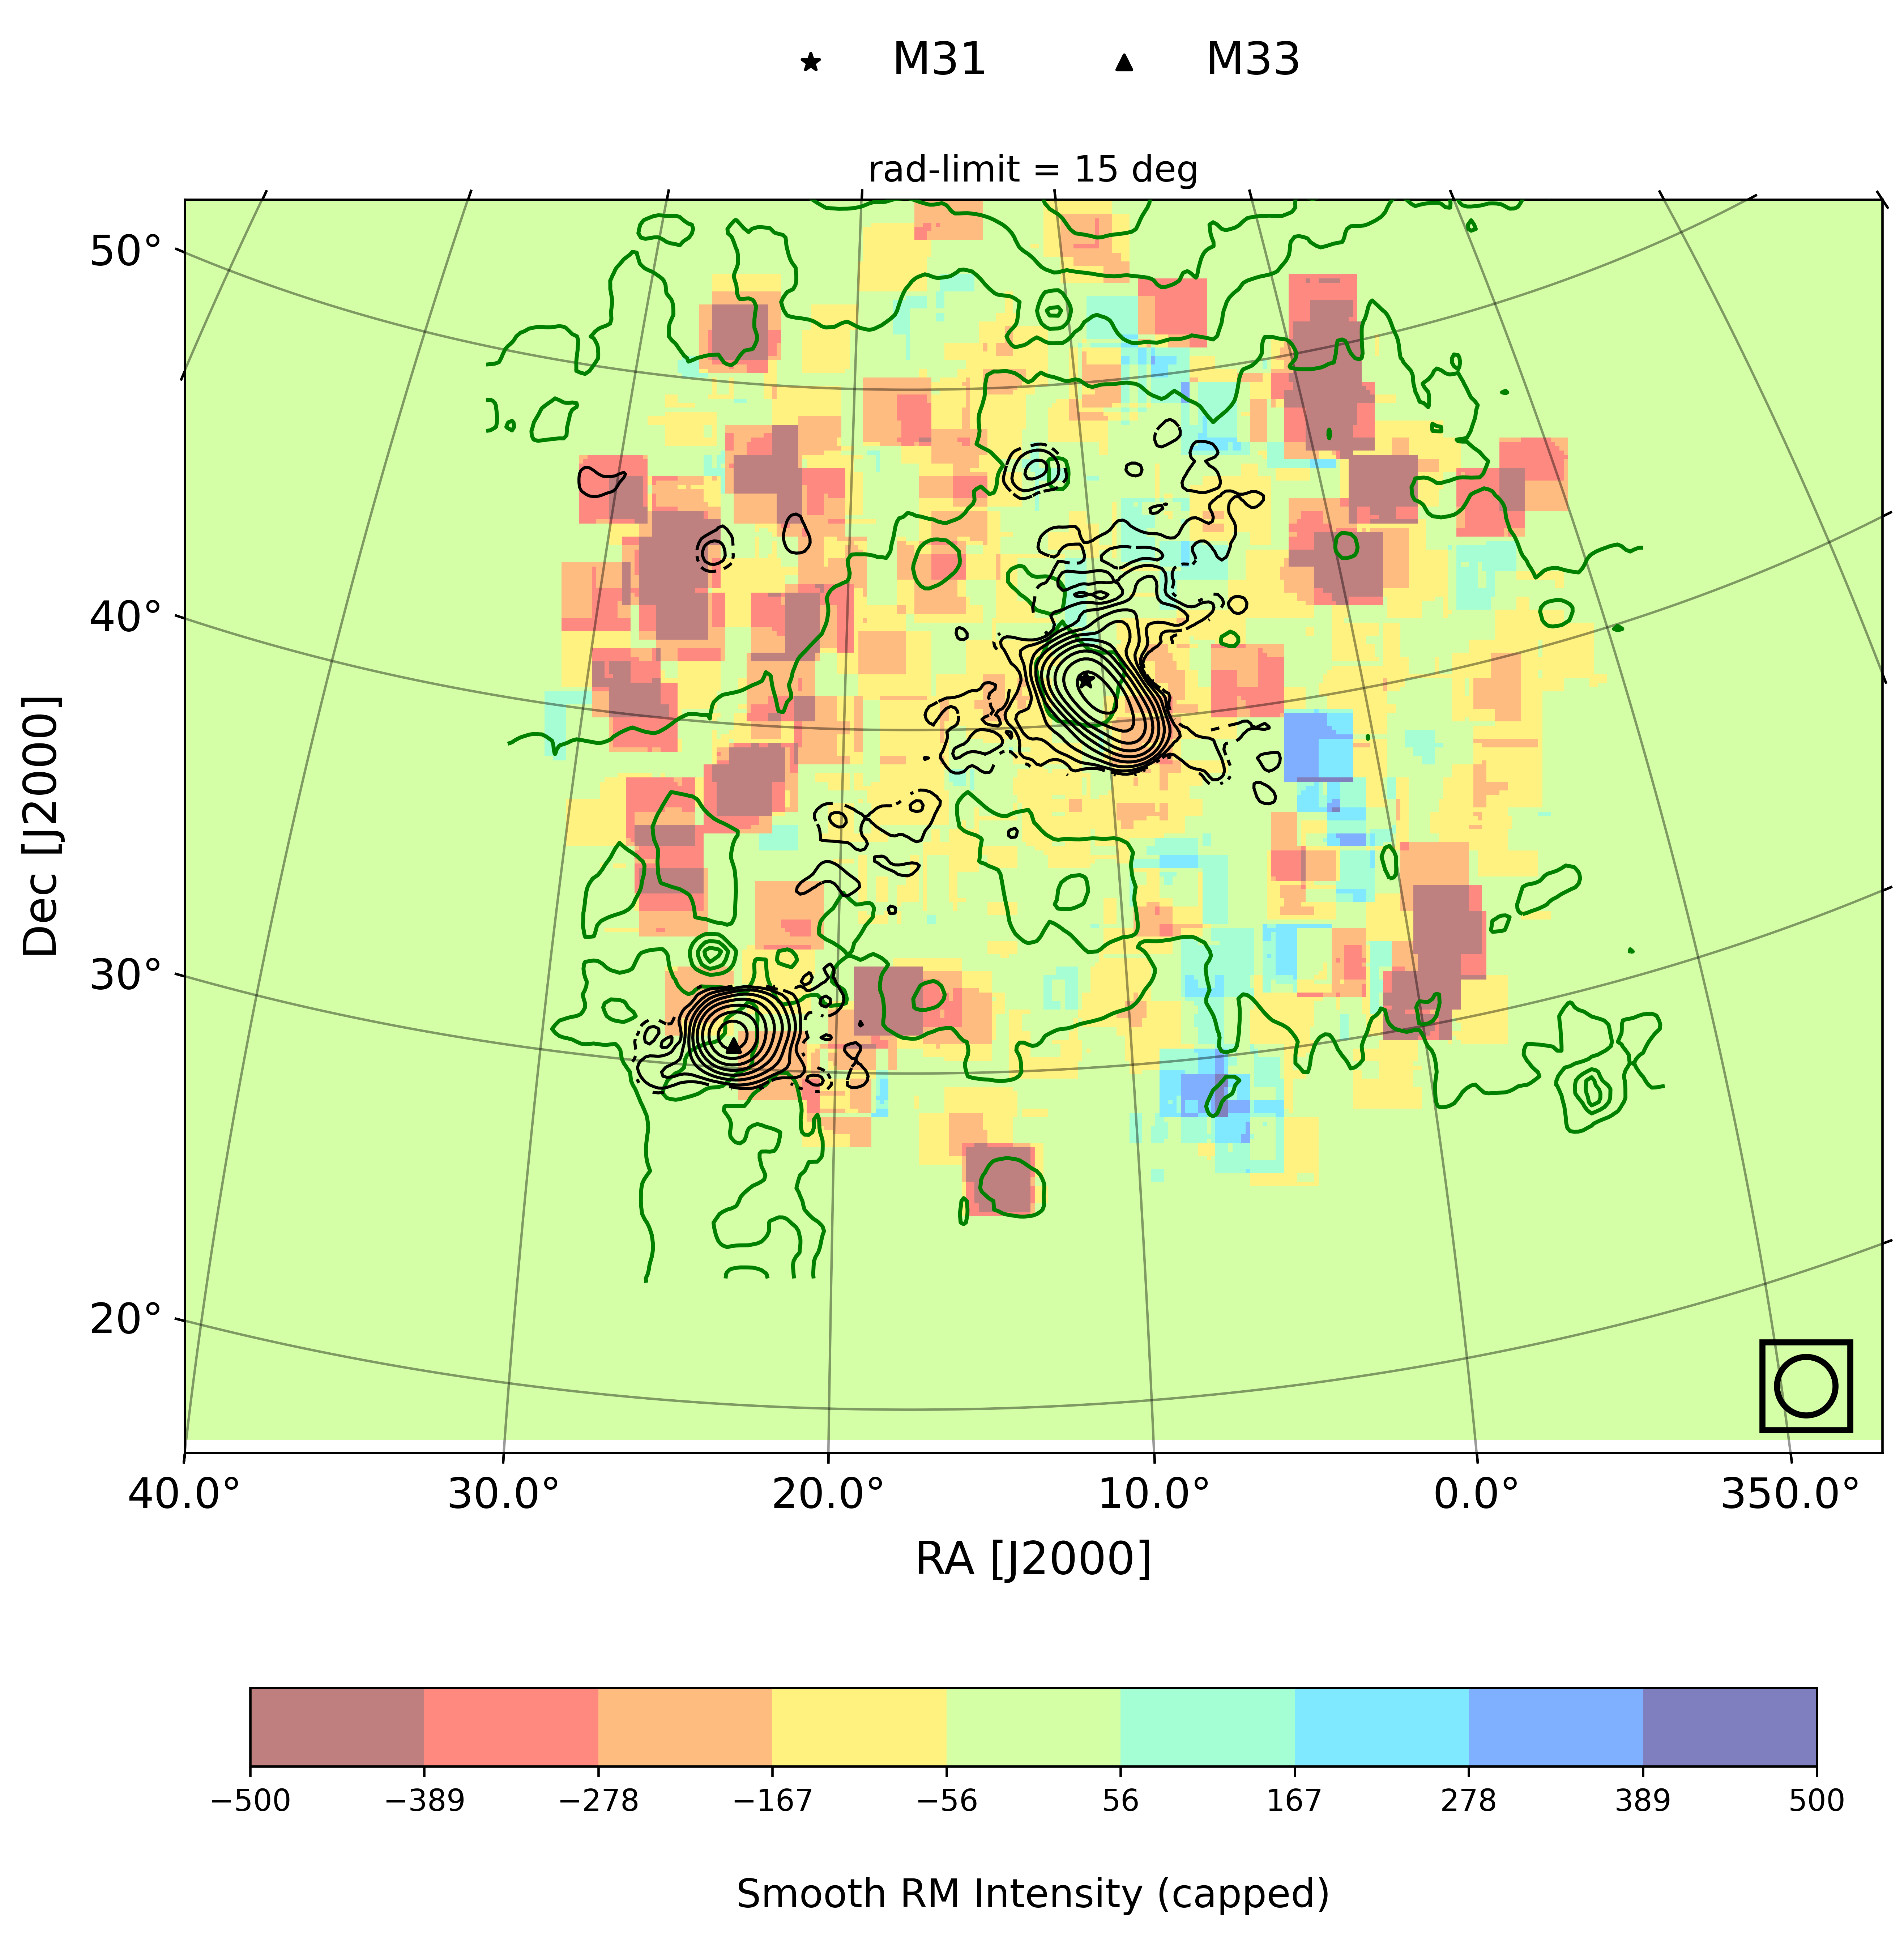 M31 M33
rad-limit = 15 deg
50°
40°
30°
20°
Dec [J2000]
40.0° 30.0° 20.0° 10.0° 0.0° 350.0°
RA [J2000]
−500 −389 −278 −167 −56 56 167 278 389 500
Smooth RM Intensity (capped)